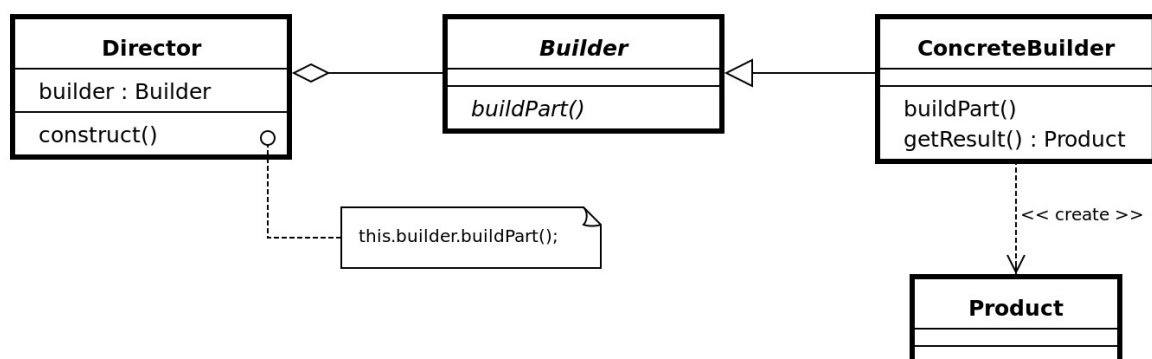 Director
builder : Builder
construct()
this.builder.buildPart();
Builder
buildPart()
ConcreteBuilder
buildPart()
getResult() : Product
<< create >>
Product